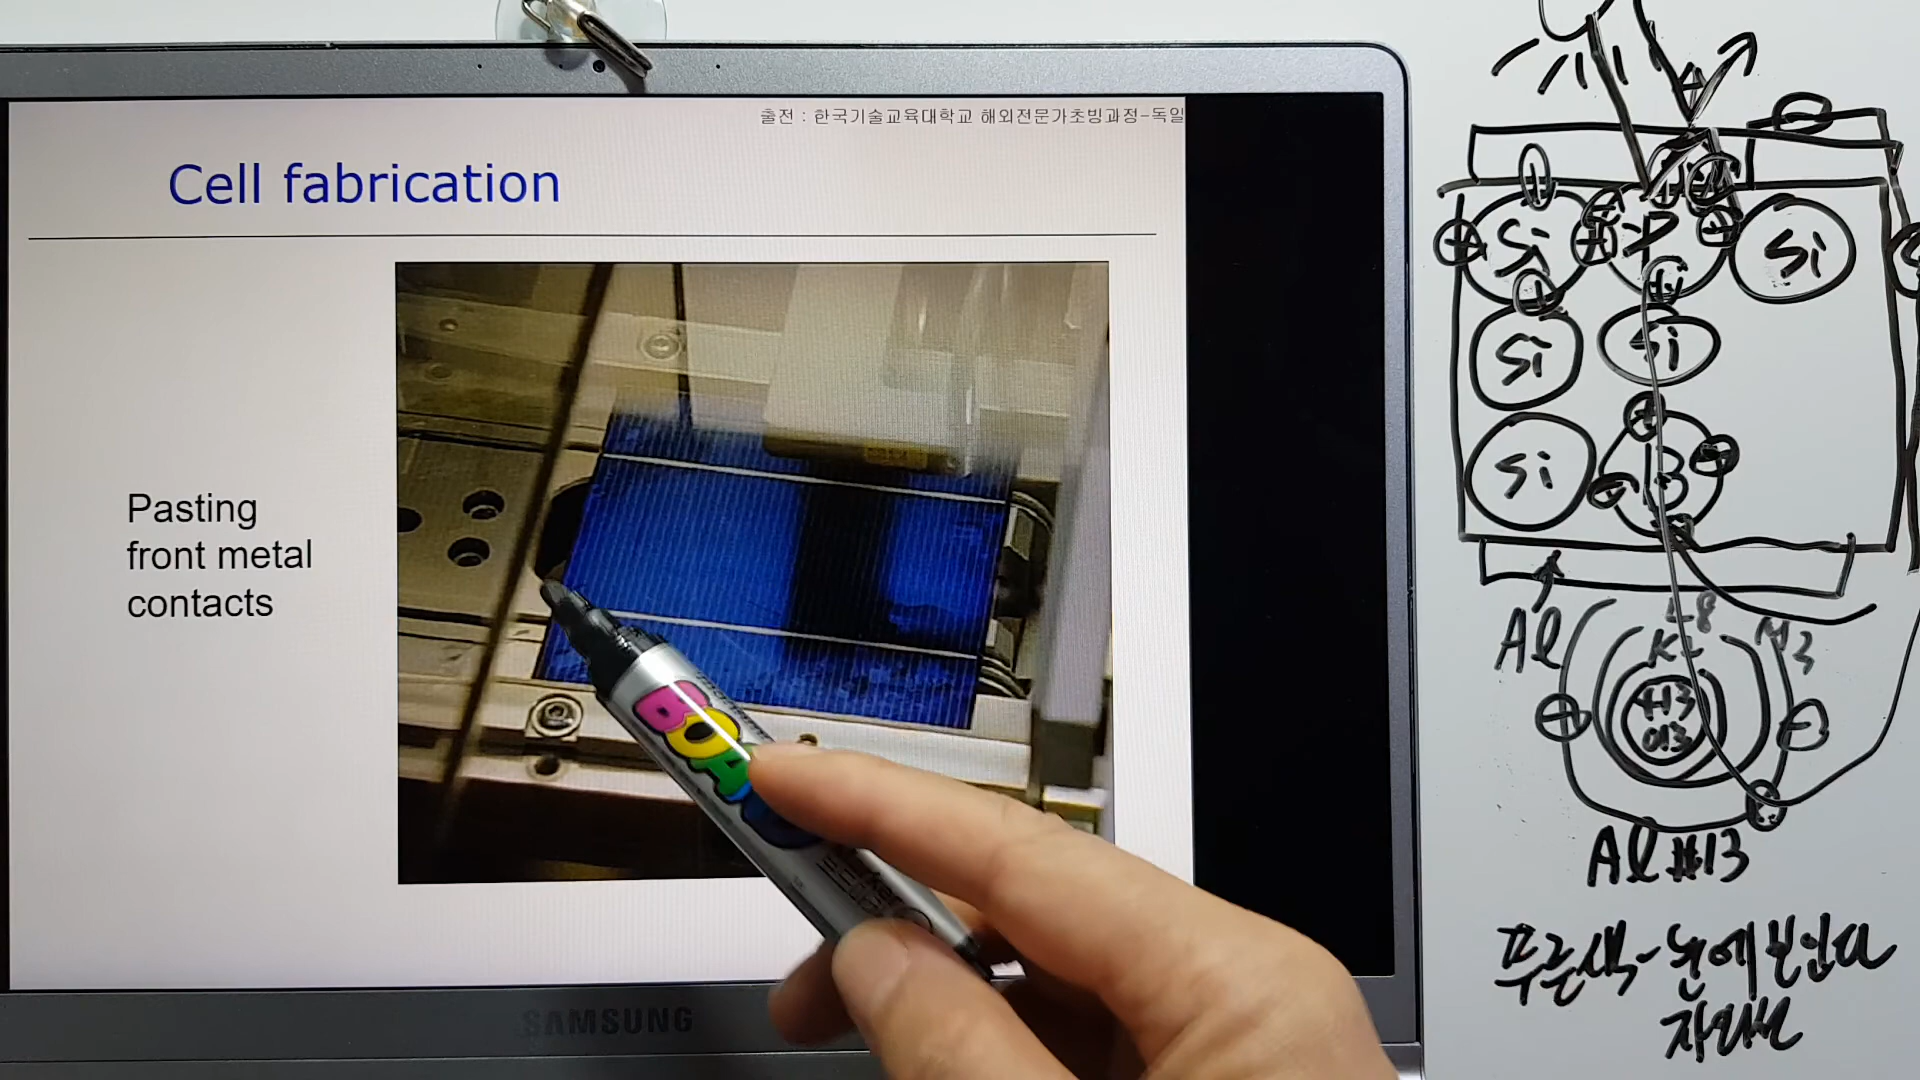 출전 : 한국기술교육대학교 해외전문가초빙과정-독일
Cell fabrication
Pasting
front metal
contacts
SAMSUNG
Si
P
Si
Si
Si
Si
B
Al
Al #13
푸른색-눈에 보입니다
자외선